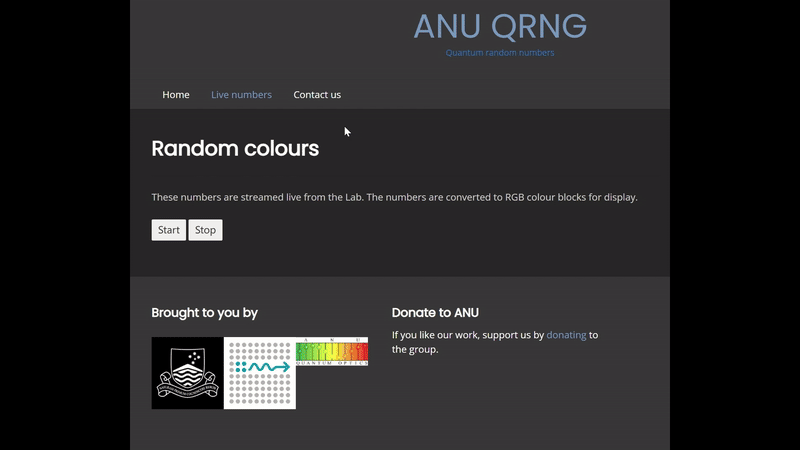 ANU QRNG
Quantum random numbers
Home Live numbers Contact us
Random colours
These numbers are streamed live from the Lab. The numbers are converted to RGB colour blocks for display.
Start Stop
Brought to you by
Donate to ANU
If you like our work, support us by donating to
the group.
A N U
QUANTUM OPTICS